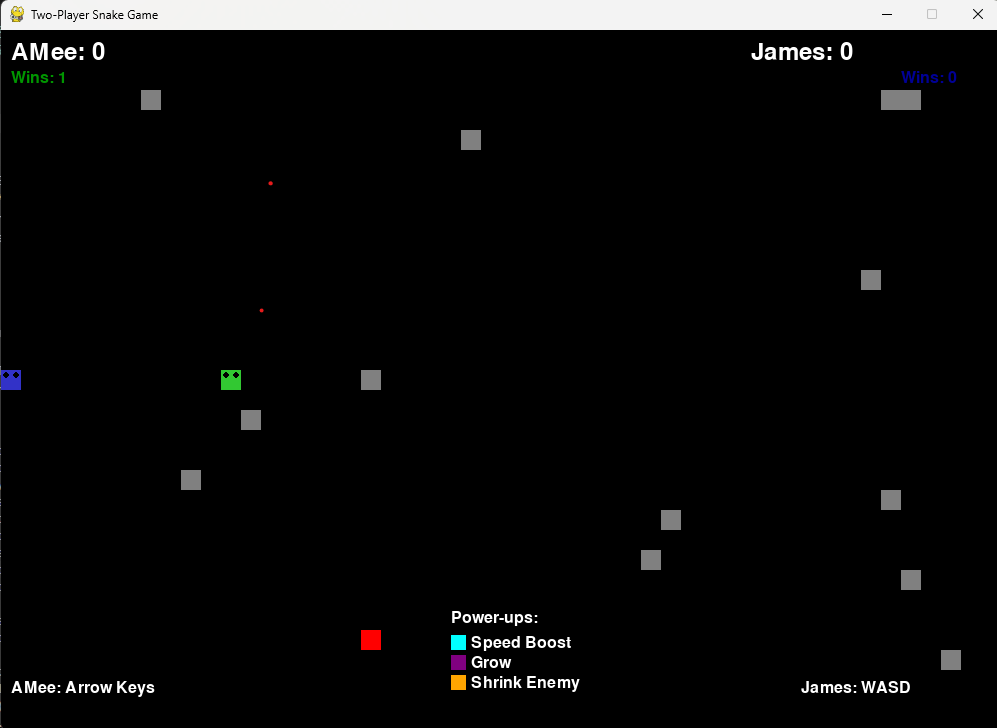 Two-Player Snake Game
AMee: 0
James: 0
Wins: 1
Wins: 0
Power-ups:
Speed Boost
Grow
Shrink Enemy
AMee: Arrow Keys
James: WASD